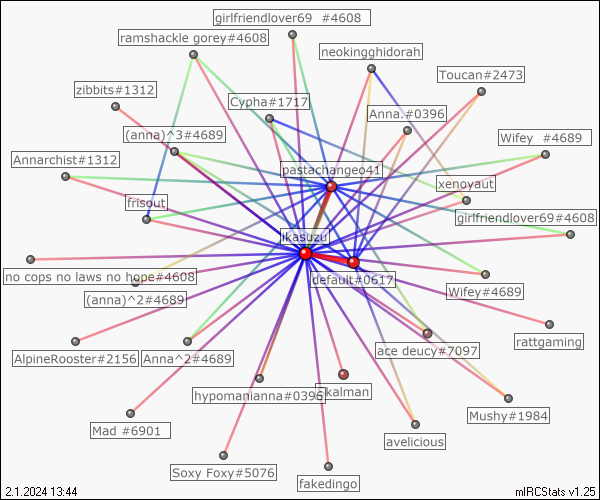 girlfriendlover69 #4608
ramshackle gorey#4608
neokingghidorah
Toucan#2473
zibbits#1312
Cypha#1717
Anna.#0396
(anna)^3#4689
Wifey #4689
Annarchist#1312
pastachangeo41
xenoyaut
frisout
girlfriendlover69#4608
ikasuzu
no cops no laws no hope#4608
default#0617
(anna)^2#4689
Wifey#4689
rattgaming
AlpineRooster#2156
Anna^2#4689
ace deucy#7097
hypomanianna#0396
skalman
Mushy#1984
Mad #6901
avelicious
Soxy Foxy#5076
fakedingo
2.1.2024 13:44
mIRCStats v1.25